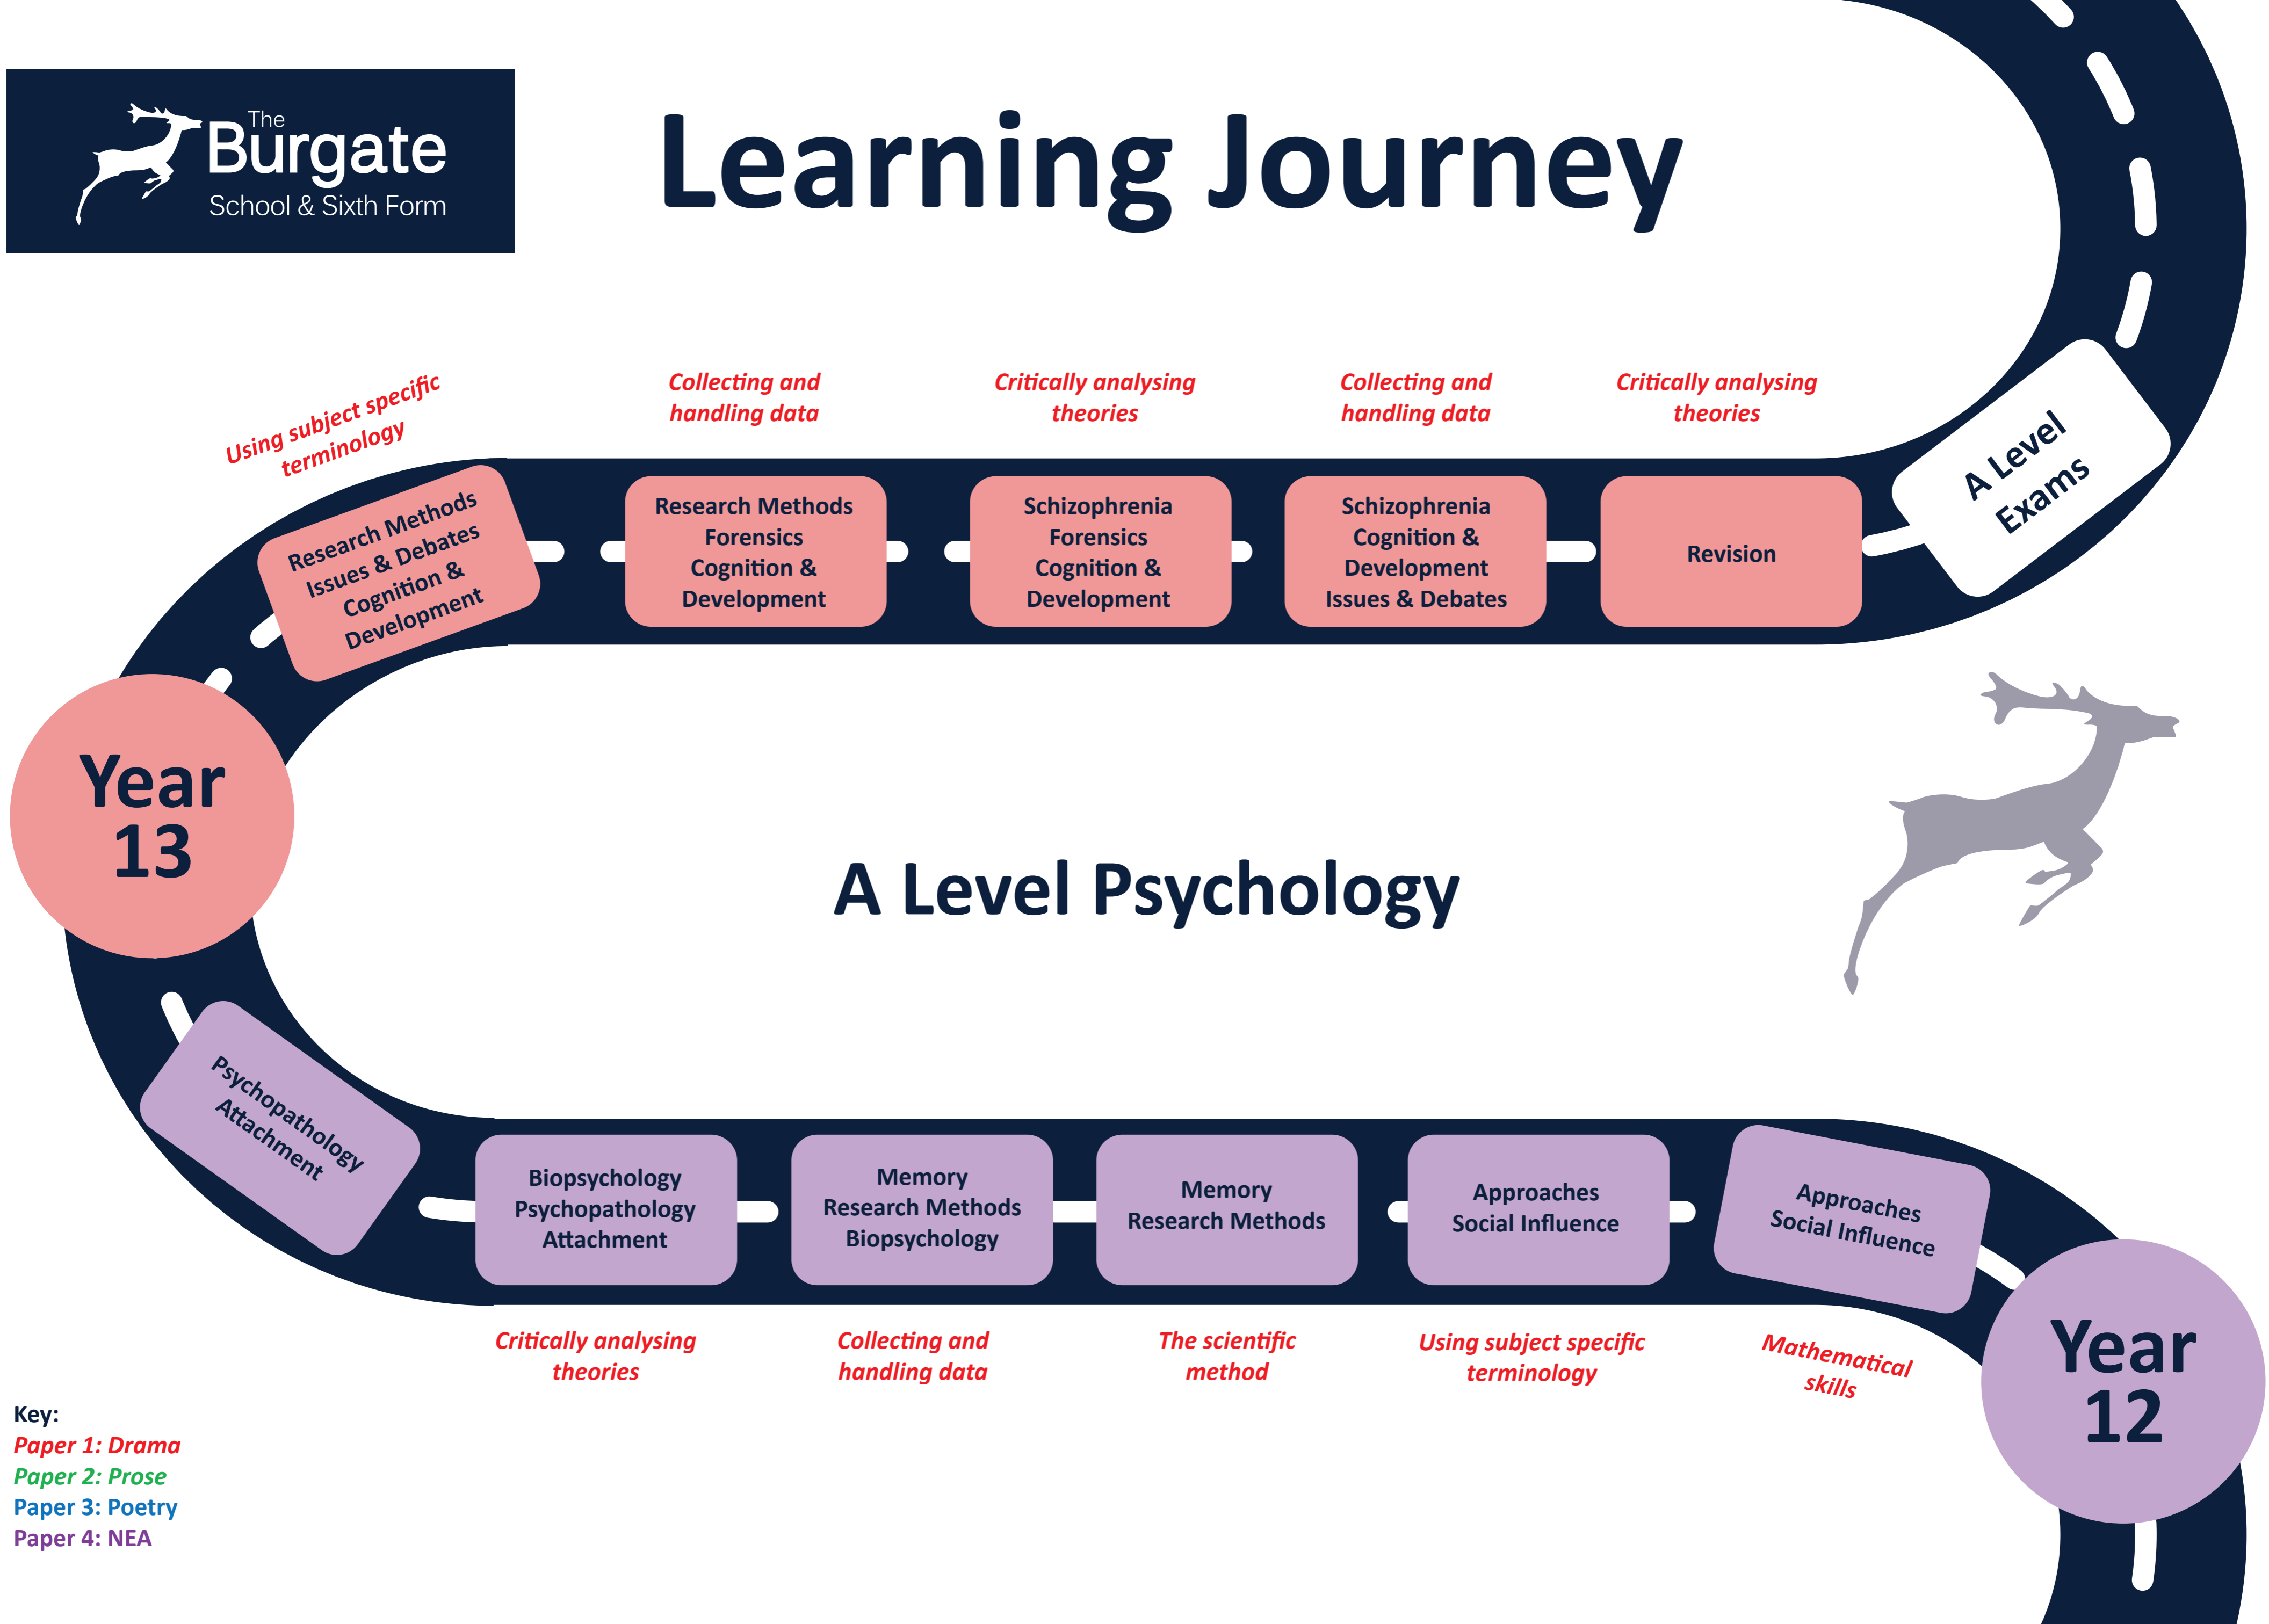 The
Burgate
School & Sixth Form
Learning Journey
Using subject specific
terminology
Collecting and
handling data
Critically analysing
theories
Collecting and
handling data
Critically analysing
theories
Research Methods
Issues & Debates
Cognition &
Development
Research Methods
Forensics
Cognition &
Development
Schizophrenia
Forensics
Cognition &
Development
Schizophrenia
Cognition &
Development
Issues & Debates
Revision
A Level
Exams
Year
13
A Level Psychology
Psychopathology
Attachment
Biopsychology
Psychopathology
Attachment
Memory
Research Methods
Biopsychology
Memory
Research Methods
Approaches
Social Influence
Approaches
Social Influence
Year
12
Critically analysing
theories
Collecting and
handling data
The scientific
method
Using subject specific
terminology
Mathematical
skills
Key:
Paper 1: Drama
Paper 2: Prose
Paper 3: Poetry
Paper 4: NEA